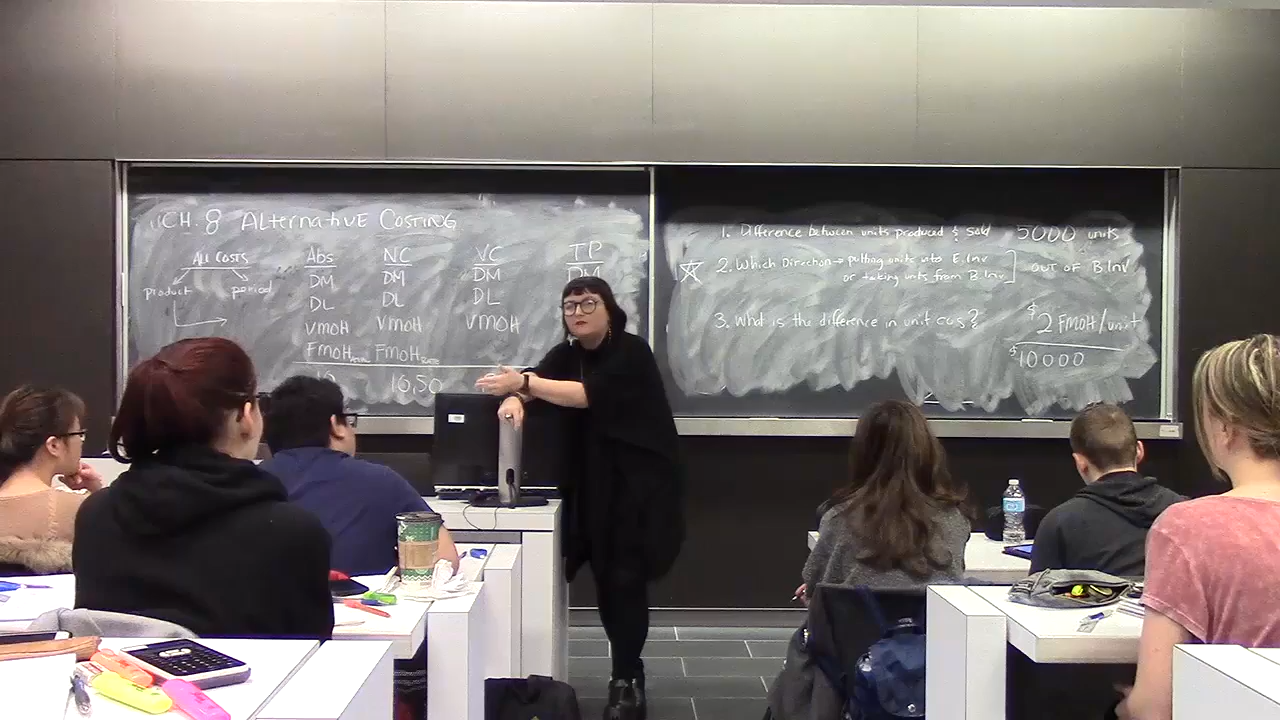 CH. 8 ALTERNATIVE COSTING
ALL COSTS
product period
Abs
DM
DL
VMOH
FMOH
NC
DM
DL
VMOH
FMOH RATE
10.50
VC
DM
DL
VMOH
TP
DM
1. Difference between units produced & sold 5000 units
2. Which Direction → putting units into E.Inv
or taking units from B.Inv
OUT OF B.Inv
3. What is the difference in unit cos?
$2 FMOH/unit
$10000